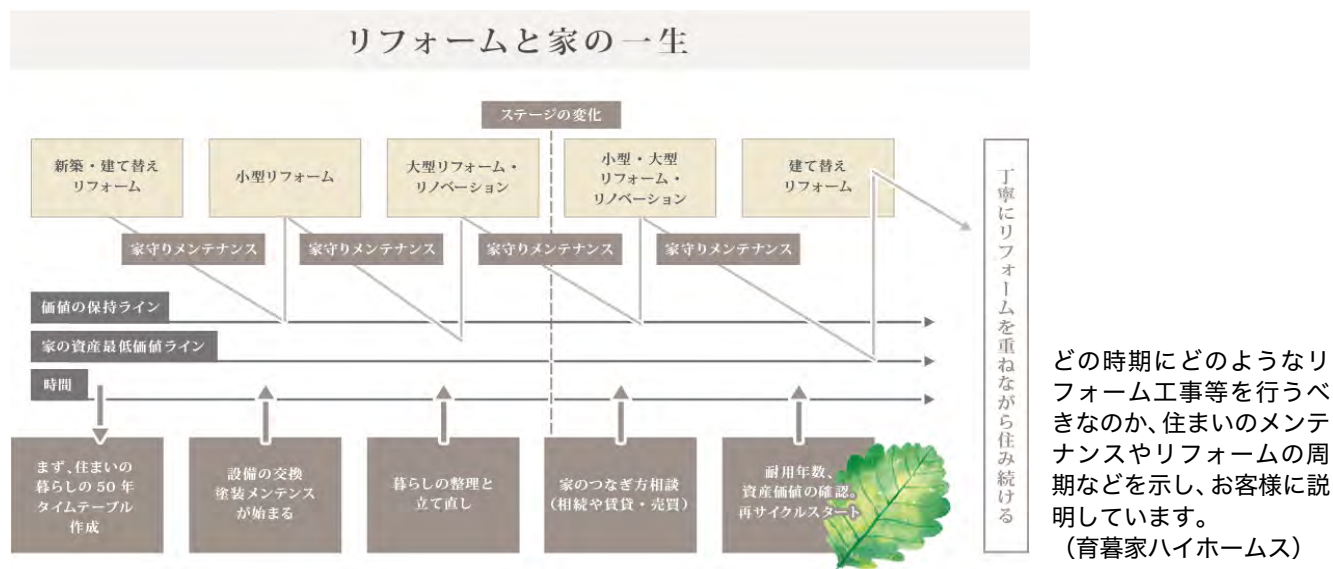 リフォームと家の一生
ステージの変化
新築・建て替え
リフォーム
小型リフォーム
大型リフォーム・
リノベーション
小型・大型
リフォーム・
リノベーション
建て替え
リフォーム
家守りメンテナンス
家守りメンテナンス
家守りメンテナンス
家守りメンテナンス
価値の保持ライン
家の資産最低価値ライン
時間
まず、住まいの
暮らしの 50 年
タイムテーブル
作成
設備の交換
塗装メンテンス
が始まる
暮らしの整理と
立て直し
家のつなぎ方相談
(相続や賃貸・売買)
耐用年数、
資産価値の確認。
再サイクルスタート
丁寧にリフォームを重ねながら住み続ける
どの時期にどのようなリ
フォーム工事等を行うべ
きなのか、住まいのメンテ
ナンスやリフォームの周
期などを示し、お客様に説
明しています。
（育暮家ハイホームス）